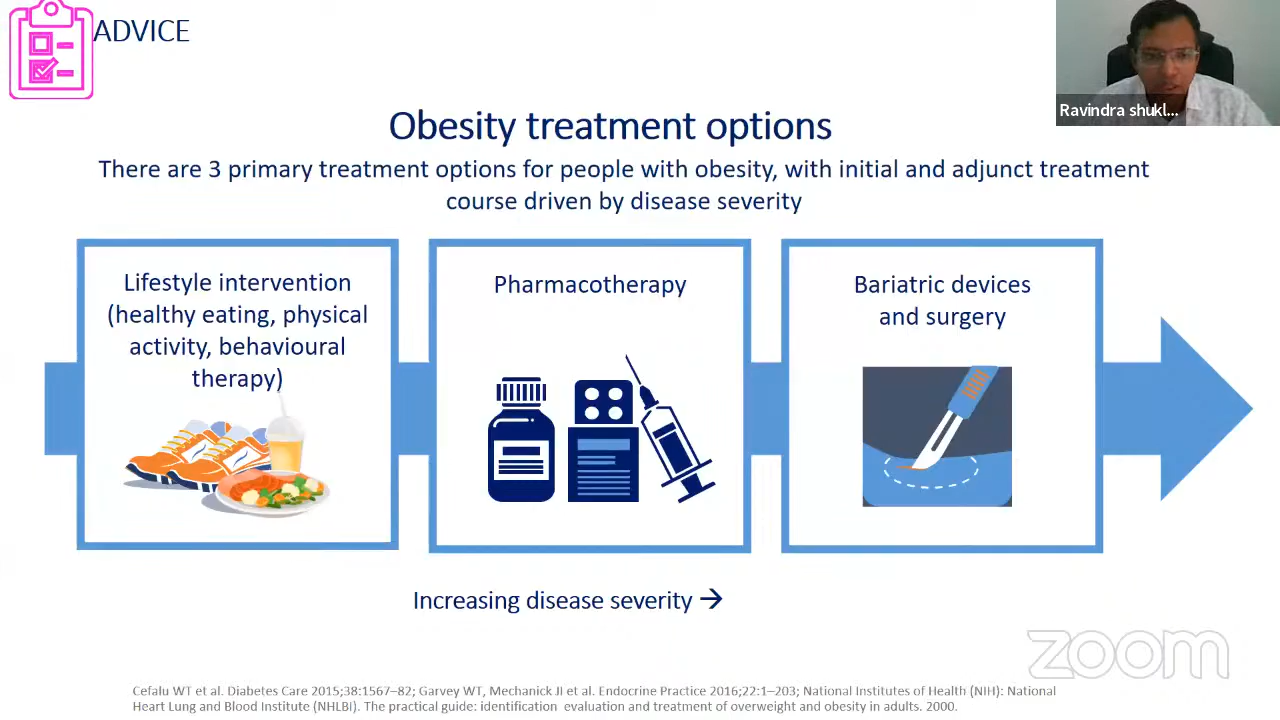 ADVICE
Ravindra shukl...
Obesity treatment options
There are 3 primary treatment options for people with obesity, with initial and adjunct treatment
course driven by disease severity
Lifestyle intervention
(healthy eating, physical
activity, behavioural
therapy)
Pharmacotherapy
Bariatric devices
and surgery
Increasing disease severity →
zoom
Cefalu WT et al. Diabetes Care 2015;38:1567–82; Garvey WT, Mechanick JI et al. Endocrine Practice 2016;22:1–203; National Institutes of Health (NIH): National
Heart Lung and Blood Institute (NHLBI). The practical guide: identification evaluation and treatment of overweight and obesity in adults. 2000.